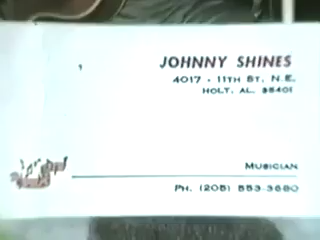 JOHNNY SHINES
4017 - 11TH ST. N.E.
HOLT, AL. 35401
MUSICIAN
PH. (205) 553-3680